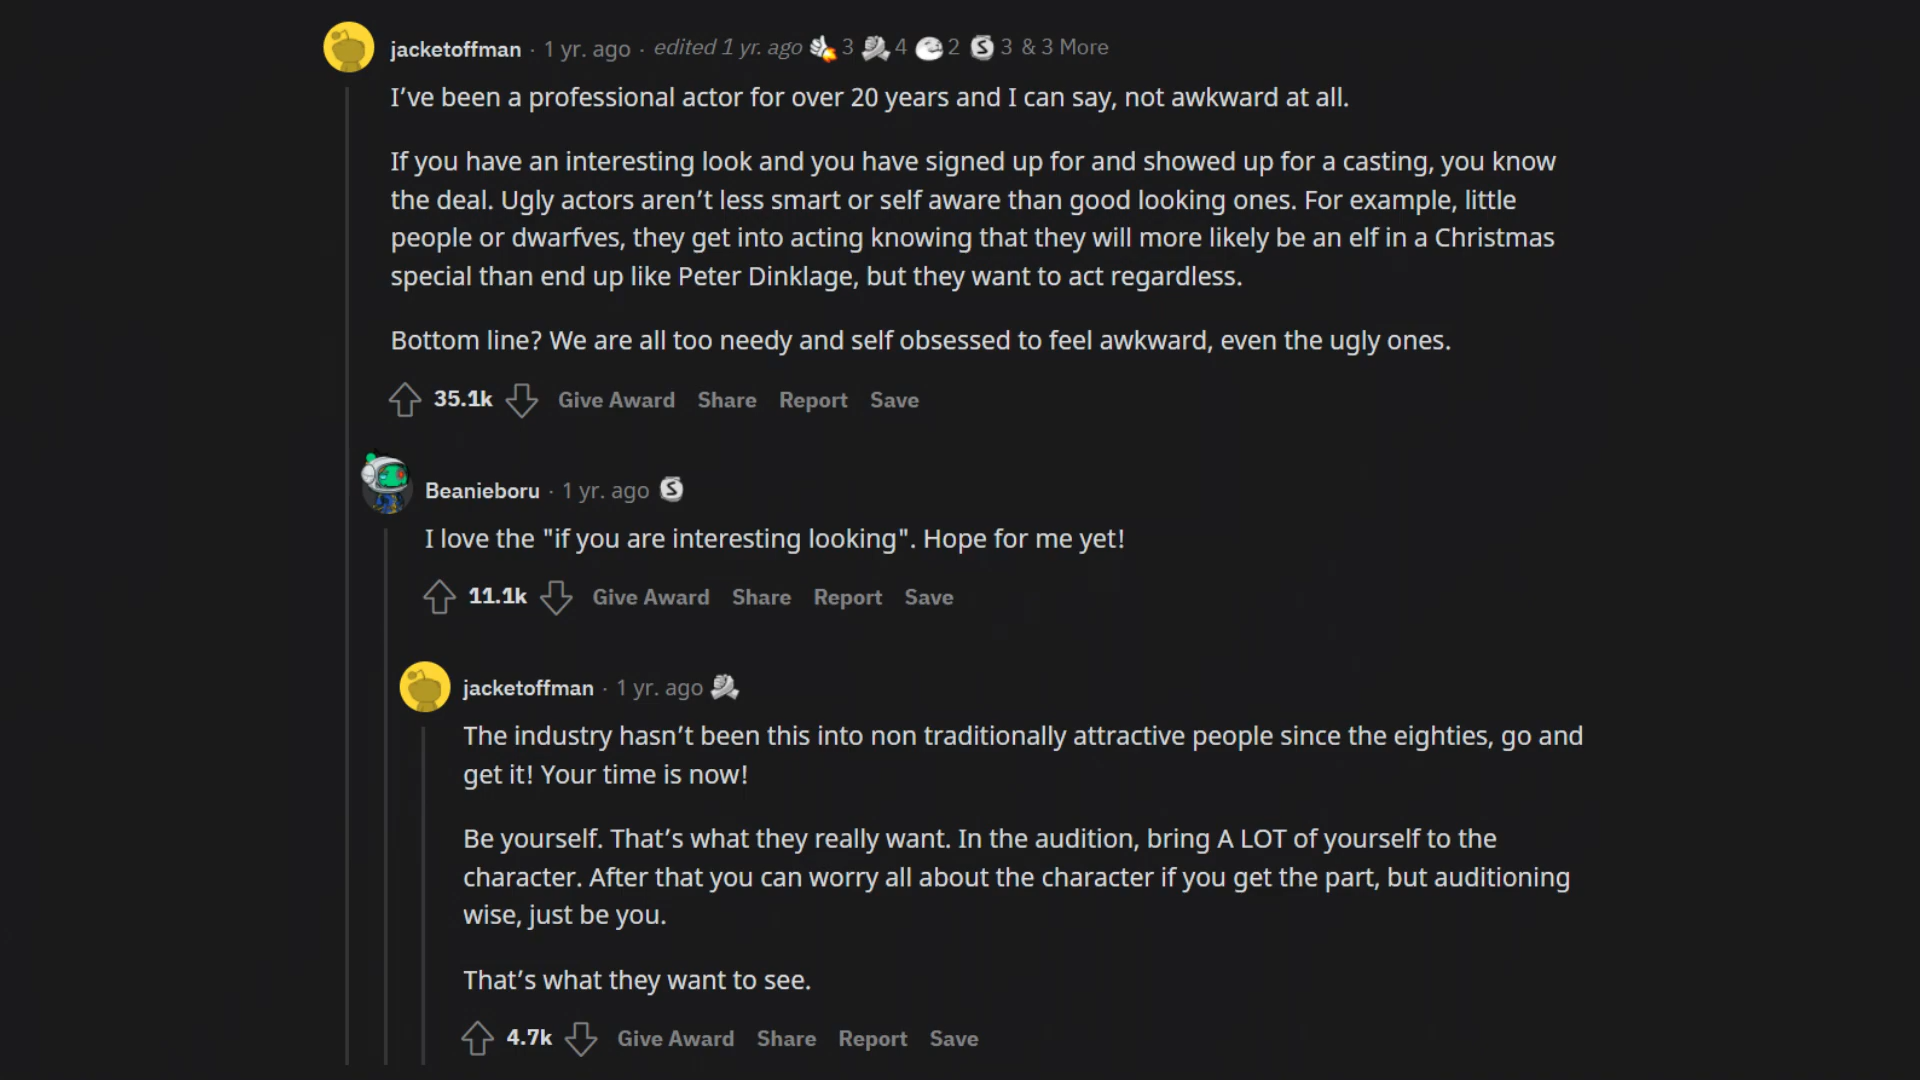 jacketoffman · 1 yr. ago · edited 1 yr. ago 3 4 2 S 3 & 3 More
I’ve been a professional actor for over 20 years and I can say, not awkward at all.
If you have an interesting look and you have signed up for and showed up for a casting, you know
the deal. Ugly actors aren’t less smart or self aware than good looking ones. For example, little
people or dwarfves, they get into acting knowing that they will more likely be an elf in a Christmas
special than end up like Peter Dinklage, but they want to act regardless.
Bottom line? We are all too needy and self obsessed to feel awkward, even the ugly ones.
35.1k Give Award Share Report Save
Beanieboru · 1 yr. ago S
I love the "if you are interesting looking". Hope for me yet!
11.1k Give Award Share Report Save
jacketoffman · 1 yr. ago
The industry hasn’t been this into non traditionally attractive people since the eighties, go and
get it! Your time is now!
Be yourself. That’s what they really want. In the audition, bring A LOT of yourself to the
character. After that you can worry all about the character if you get the part, but auditioning
wise, just be you.
That’s what they want to see.
4.7k Give Award Share Report Save